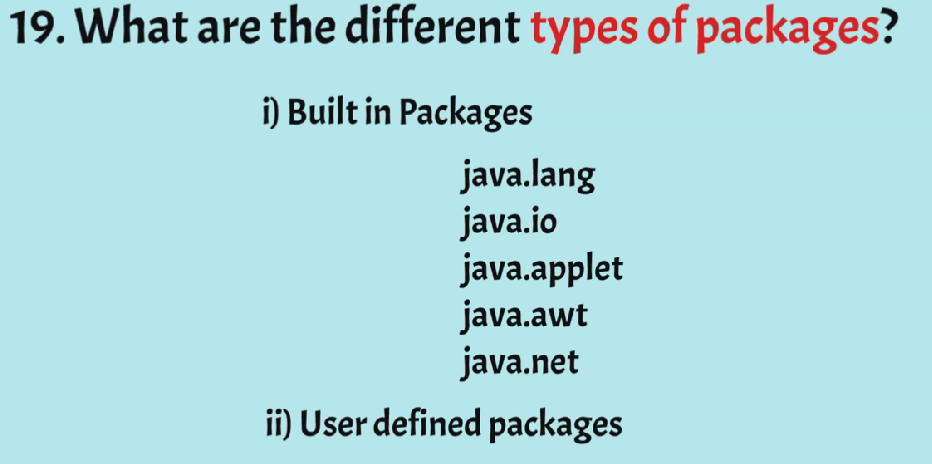 19. What are the different types of packages?
i) Built in Packages
java.lang
java.io
java.applet
java.awt
java.net
ii) User defined packages